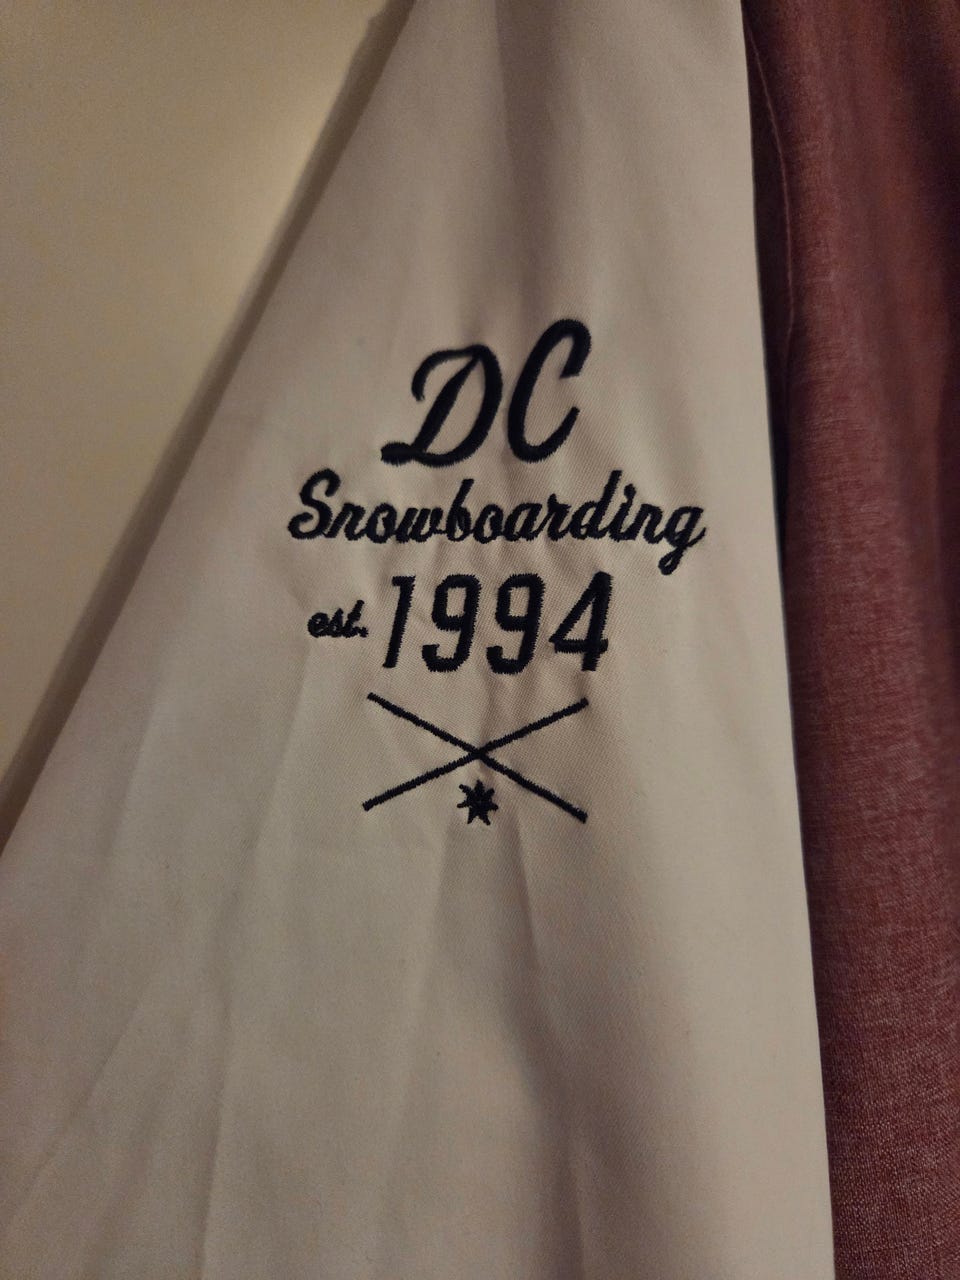 DC
Snowboarding
est. 1994